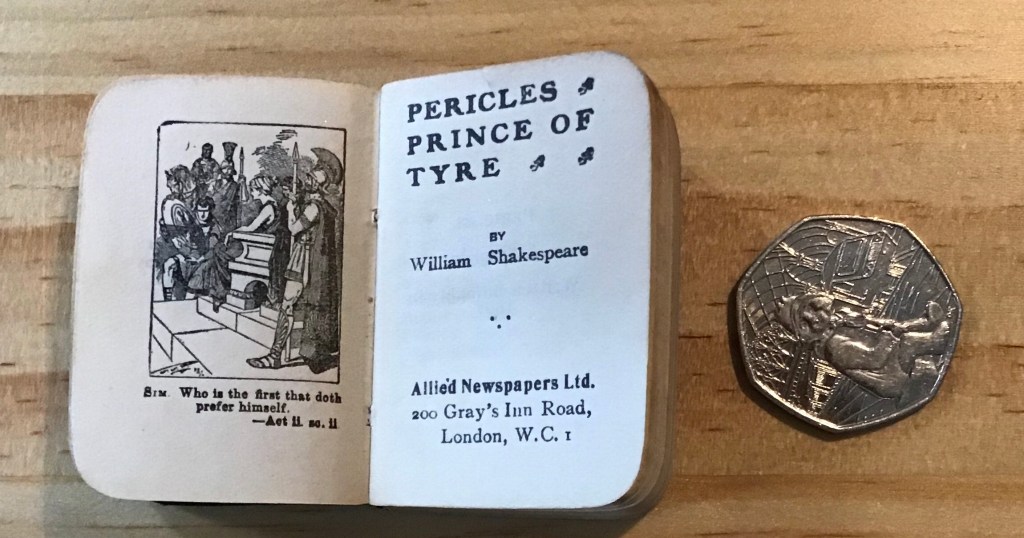 Sim. Who is the first that doth
prefer himself.
—Act ii. sc. ii
PERICLES
PRINCE OF
TYRE
BY
William Shakespeare
Allied Newspapers Ltd.
200 Gray's Inn Road,
London, W.C. 1